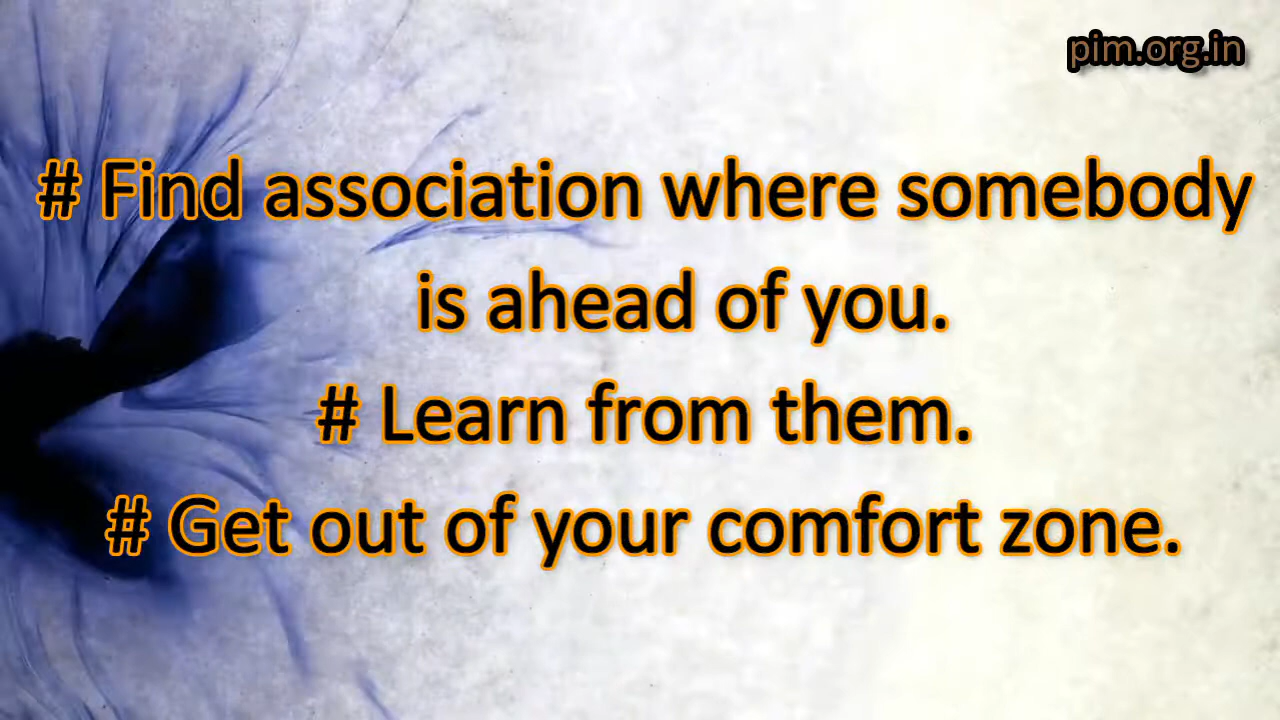 pim.org.in
# Find association where somebody
is ahead of you.
# Learn from them.
# Get out of your comfort zone.